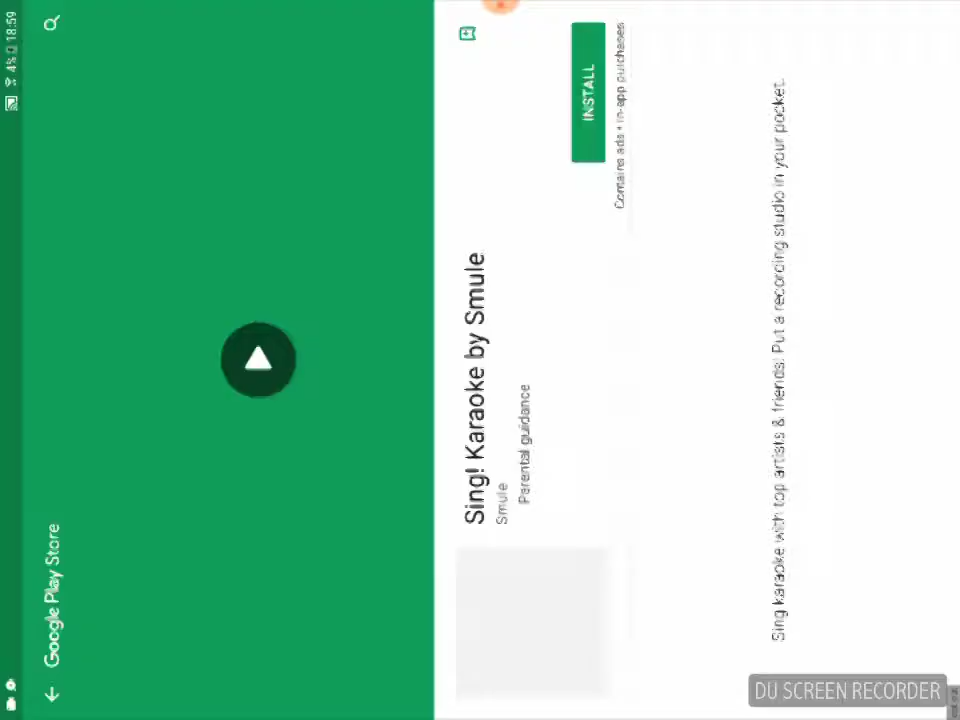 4% 18:59
Google Play Store
Sing! Karaoke by Smule
Smule
Parental guidance
INSTALL
Contains ads • In-app purchases
Sing karaoke with top artists & friends! Put a recording studio in your pocket.
DU SCREEN RECORDER